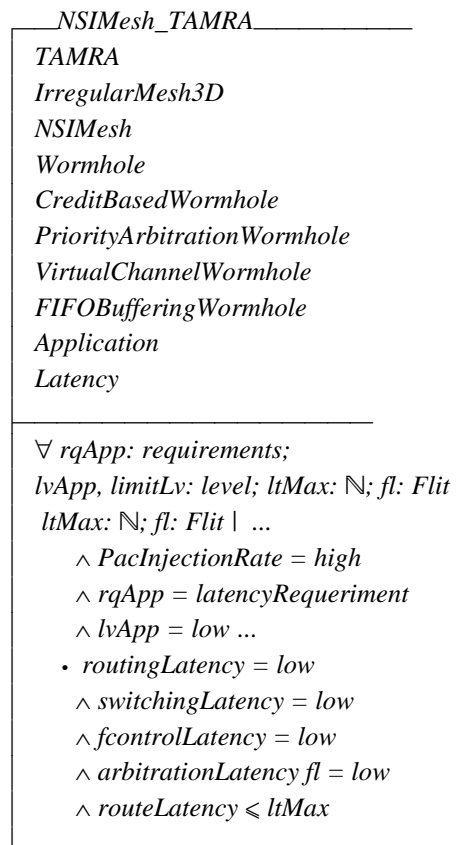 NSIMesh_TAMRA
TAMRA
IrregularMesh3D
NSIMesh
Wormhole
CreditBasedWormhole
PriorityArbitrationWormhole
VirtualChannelWormhole
FIFOBufferingWormhole
Application
Latency
∀ rqApp: requirements;
lvApp, limitLv: level; ltMax: ℕ; fl: Flit
ltMax: ℕ; fl: Flit | ...
∧ PacInjectionRate = high
∧ rqApp = latencyRequeriment
∧ lvApp = low ...
• routingLatency = low
∧ switchingLatency = low
∧ fcontrolLatency = low
∧ arbitrationLatency fl = low
∧ routeLatency ⩽ ltMax